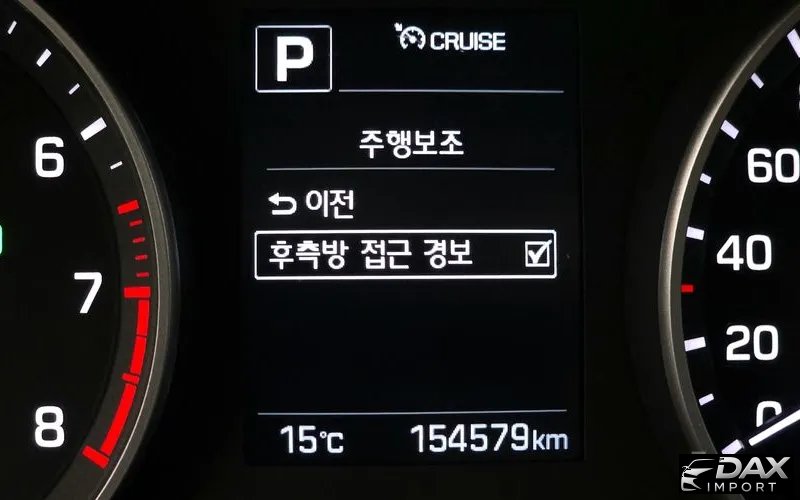 P
CRUISE
주행보조
이전
후측방 접근 경보
15°C
154579km
6
7
8
60
40
20
0
DAX
IMPORT